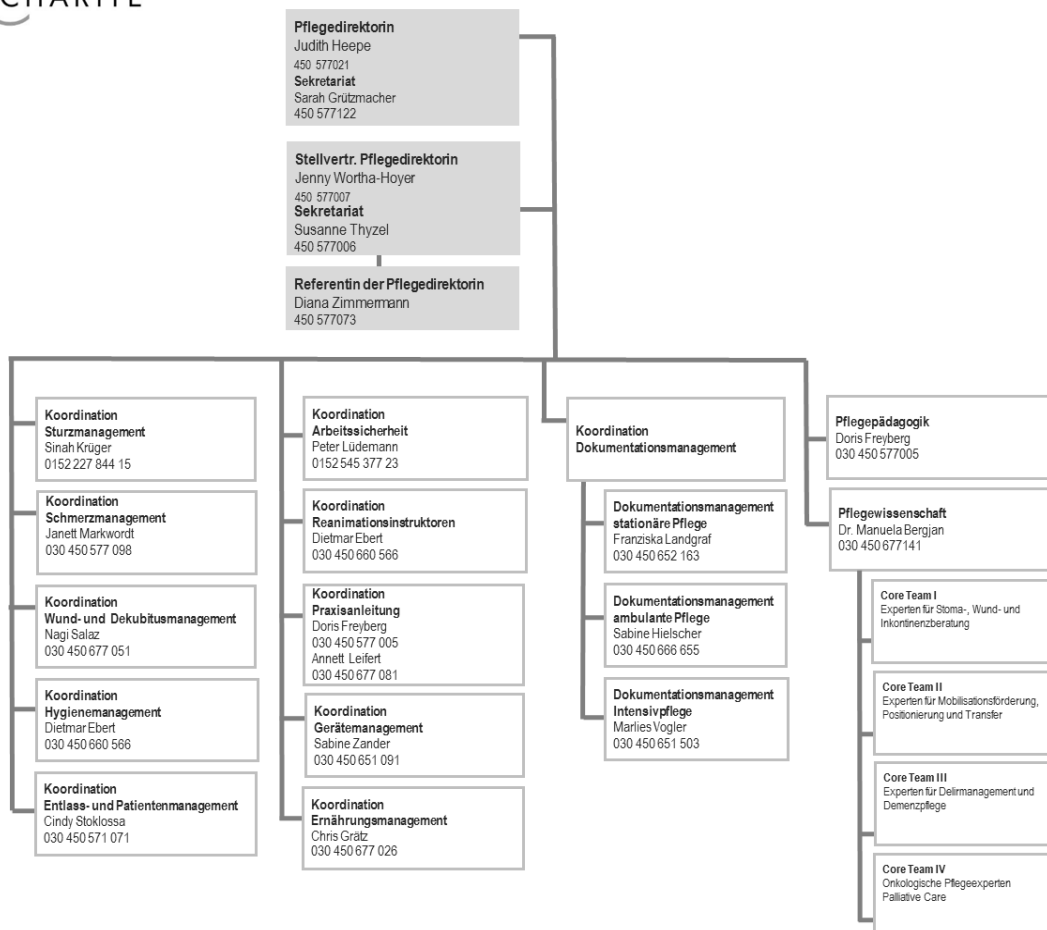 CHARITÉ
Pflegedirektorin
Judith Heepe
450 577021
Sekretariat
Sarah Grützmacher
450 577122
Stellvertr. Pflegedirektorin
Jenny Wortha-Hoyer
450 577007
Sekretariat
Susanne Thyzel
450 577006
Referentin der Pflegedirektorin
Diana Zimmermann
450 577073
Koordination
Sturzmanagement
Sinah Krüger
0152 227 844 15
Koordination
Schmerzmanagement
Janett Markwordt
030 450 577 098
Koordination
Wund- und Dekubitusmanagement
Nagi Salaz
030 450 677 051
Koordination
Hygienemanagement
Dietmar Ebert
030 450 660 566
Koordination
Entlass- und Patientenmanagement
Cindy Stoklossa
030 450 571 071
Koordination
Arbeitssicherheit
Peter Lüdemann
0152 545 377 23
Koordination
Reanimationsinstruktoren
Dietmar Ebert
030 450 660 566
Koordination
Praxisanleitung
Doris Freyberg
030 450 577 005
Annett Leifert
030 450 677 081
Koordination
Gerätemanagement
Sabine Zander
030 450 651 091
Koordination
Ernährungsmanagement
Chris Grätz
030 450 677 026
Koordination
Dokumentationsmanagement
Dokumentationsmanagement
stationäre Pflege
Franziska Landgraf
030 450 652 163
Dokumentationsmanagement
ambulante Pflege
Sabine Hielscher
030 450 666 655
Dokumentationsmanagement
Intensivpflege
Marlies Vogler
030 450 651 503
Pflegepädagogik
Doris Freyberg
030 450 577005
Pflegewissenschaft
Dr. Manuela Bergjan
030 450 677141
Core Team I
Experten für Stoma-, Wund- und
Inkontinenzberatung
Core Team II
Experten für Mobilisationsförderung,
Positionierung und Transfer
Core Team III
Experten für Delirmanagement und
Demenzpflege
Core Team IV
Onkologische Pflegeexperten
Palliative Care